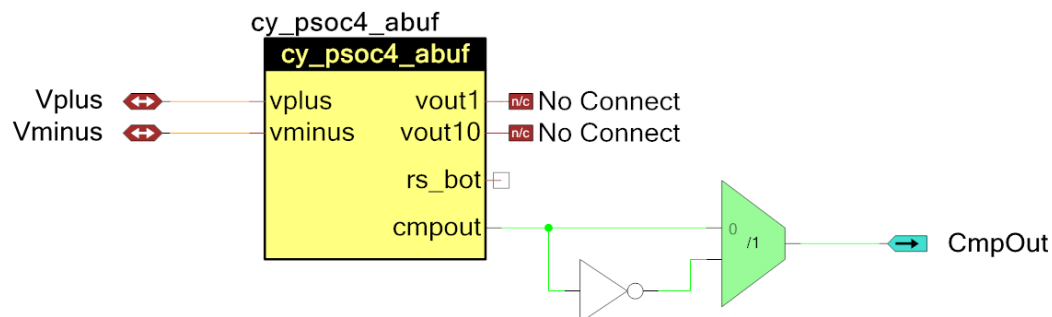 cy_psoc4_abuf
cy_psoc4_abuf
Vplus vplus vout1 n/c No Connect
Vminus vminus vout10 n/c No Connect
rs_bot
cmpout 0
/1 CmpOut